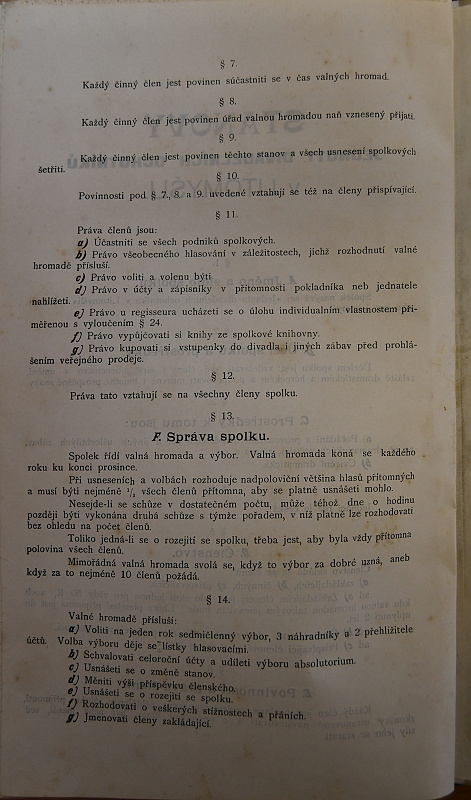 § 7.
Každý činný člen jest povinen súčastniti se v čas valných hromad.
§ 8.
Každý činný člen jest povinen úřad valnou hromadou naň vznesený přijati.
§ 9.
Každý činný člen jest povinen těchto stanov a všech usnesení spolkových
šetřiti.
§ 10.
Povinnosti pod § 7., 8. a 9. uvedené vztahují se též na členy přispívající.
§ 11.
Práva členů jsou:
a) Účastniti se všech podniků spolkových.
b) Právo všeobecného hlasování v záležitostech, jichž rozhodnutí valné
hromadě přísluší.
c) Právo voliti a volenu býti.
d) Právo v účty a zápisníky v přítomnosti pokladníka neb jednatele
nahlížeti.
e) Právo u regisseura ucházeti se o úlohu individualním vlastnostem při-
měřenou s vyloučením § 24.
f) Právo vypůjčovati si knihy ze spolkové knihovny.
g) Právo kupovati si vstupenky do divadla i jiných zábav před prohlá-
šením veřejného prodeje.
§ 12.
Práva tato vztahují se na všechny členy spolku.
§ 13.
F. Správa spolku.
Spolek řídí valná hromada a výbor. Valná hromada koná se každého
roku ku konci prosince.
Při usneseních a volbách rozhoduje nadpoloviční většina hlasů přítomných
a musí býti nejméně všech členů přítomna, aby se platně usnášeti mohlo.
Nesejde-li se schůze v dostatečném počtu, může téhož dne o hodinu
později býti vykonána druhá schůze s týmže pořadem, v níž platně lze rozhodovati
bez ohledu na počet členů.
Toliko jedná-li se o rozejití se spolku, třeba jest, aby byla vždy přítomna
polovina všech členů.
Mimořádná valná hromada svolá se, když to výbor za dobré uzná, aneb
když za to nejméně 10 členů požádá.
§ 14.
Valné hromadě přísluší:
a) Voliti na jeden rok sedmičlenný výbor, 3 náhradníky a 2 přehlížitele
účtů. Volba výboru děje se lístky hlasovacími.
b) Schvalovati celoroční účty a udíleti výboru absolutorium.
c) Usnášeti se o změně stanov.
d) Měniti výši příspěvku členského.
e) Usnášeti se o rozejití se spolku.
f) Rozhodovati o veškerých stížnostech a přáních.
g) Jmenovati členy zakládající.